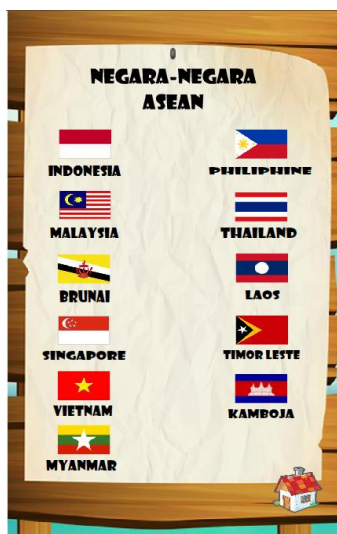 NEGARA-NEGARA
ASEAN
INDONESIA
PHILIPHINE
MALAYSIA
THAILAND
BRUNAI
LAOS
SINGAPORE
TIMOR LESTE
VIETNAM
KAMBOJA
MYANMAR